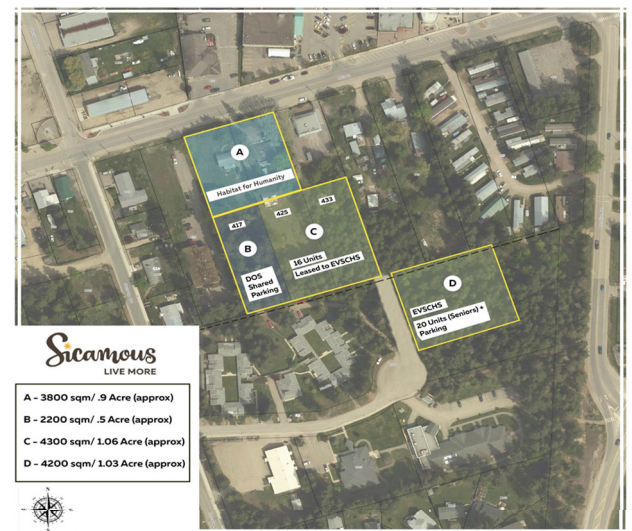 A
Habitat for Humanity
417
425
433
B
C
DOS
Shared
Parking
16 Units
Leased to EVSCHS
D
EVSCHS
20 Units (Seniors) +
Parking
Sicamous
LIVE MORE
A – 3800 sqm/ .9 Acre (approx)
B – 2200 sqm/ .5 Acre (approx)
C – 4300 sqm/ 1.06 Acre (approx)
D – 4200 sqm/ 1.03 Acre (approx)